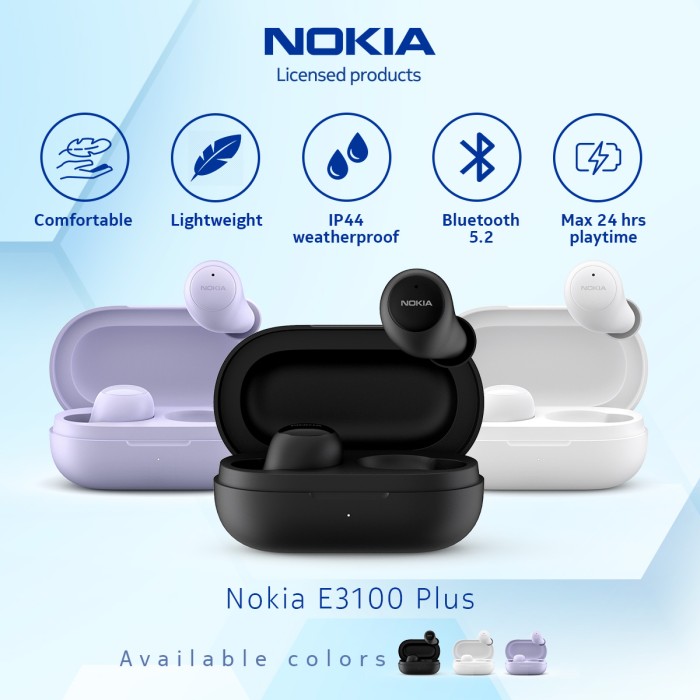 NOKIA
Licensed products
Comfortable
Lightweight
IP44
weatherproof
Bluetooth
5.2
Max 24 hrs
playtime
NOKIA
NOKIA
NOKIA
Nokia E3100 Plus
Available colors